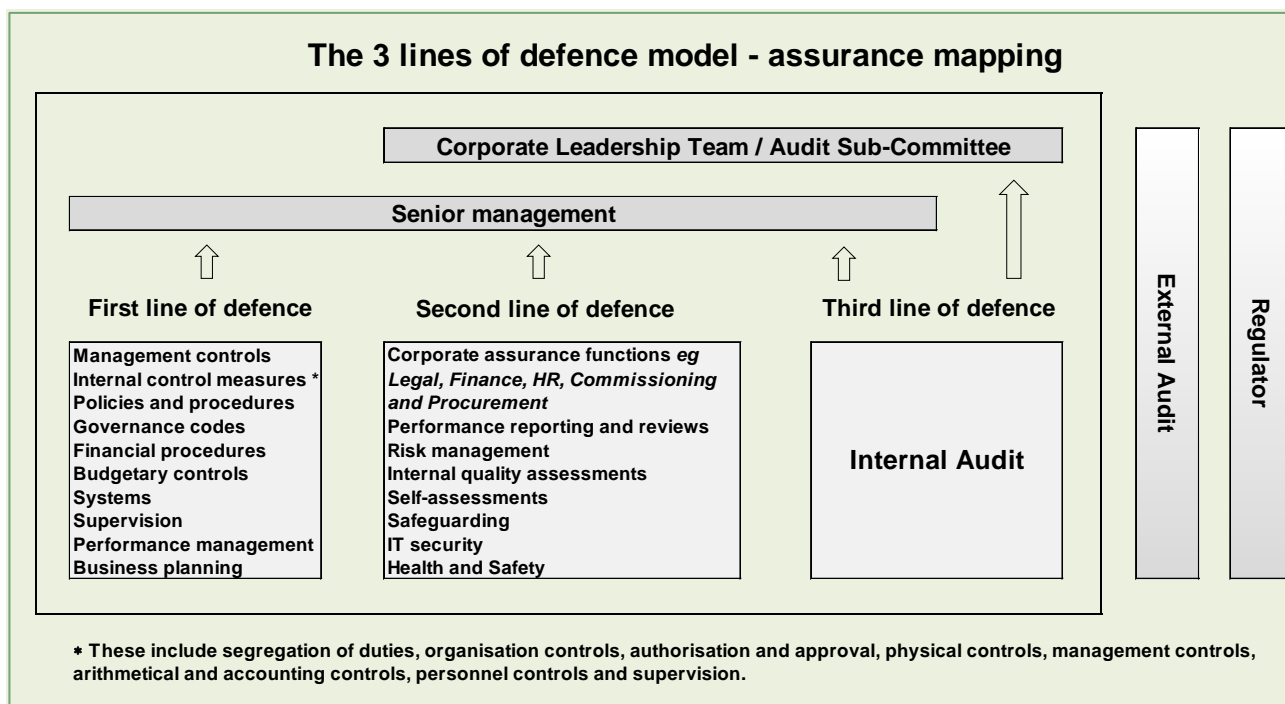 The 3 lines of defence model - assurance mapping
Corporate Leadership Team / Audit Sub-Committee
Senior management
First line of defence
Management controls
Internal control measures *
Policies and procedures
Governance codes
Financial procedures
Budgetary controls
Systems
Supervision
Performance management
Business planning
Second line of defence
Corporate assurance functions eg
Legal, Finance, HR, Commissioning
and Procurement
Performance reporting and reviews
Risk management
Internal quality assessments
Self-assessments
Safeguarding
IT security
Health and Safety
Third line of defence
Internal Audit
External Audit
Regulator
* These include segregation of duties, organisation controls, authorisation and approval, physical controls, management controls,
arithmetical and accounting controls, personnel controls and supervision.